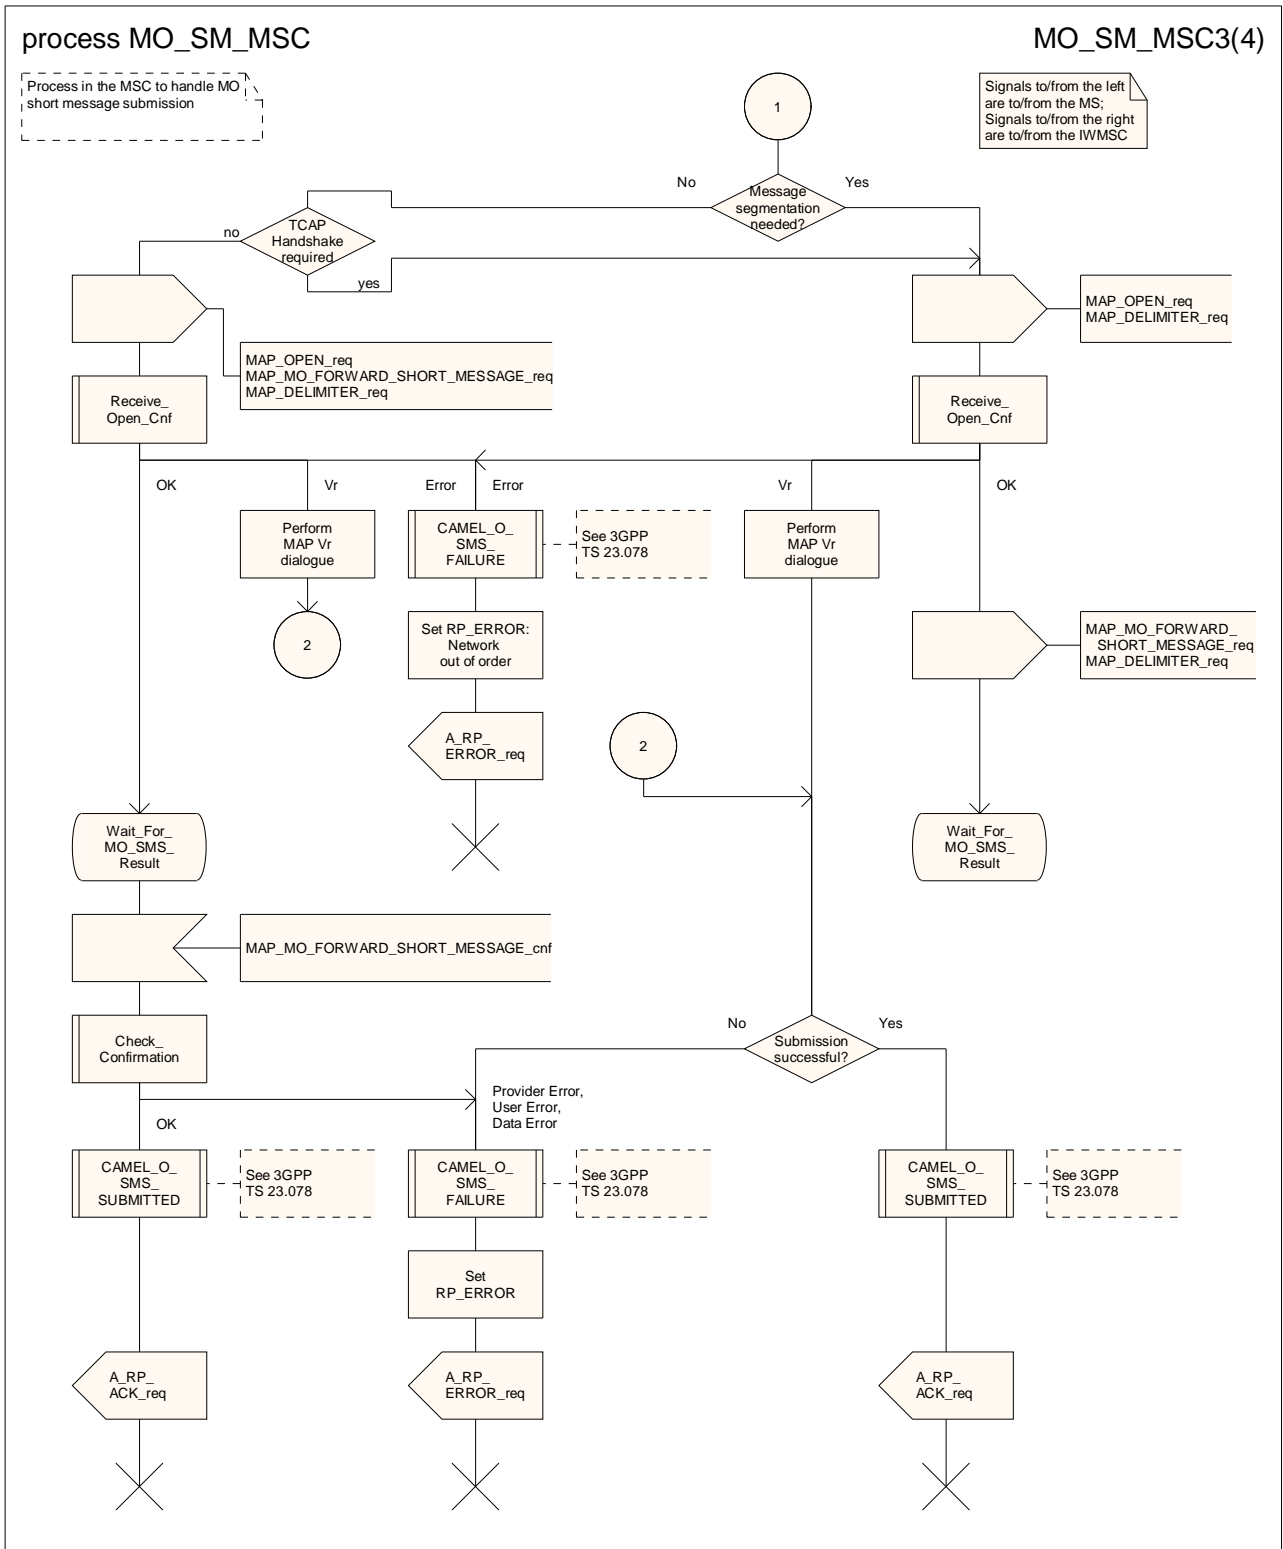 process MO_SM_MSC
MO_SM_MSC3(4)
Process in the MSC to handle MO
short message submission
1
Signals to/from the left
are to/from the MS;
Signals to/from the right
are to/from the IWMSC
No
Message
segmentation
needed?
Yes
no
TCAP
Handshake
required
yes
MAP_OPEN_req
MAP_DELIMITER_req
MAP_OPEN_req
MAP_MO_FORWARD_SHORT_MESSAGE_req
MAP_DELIMITER_req
Receive_
Open_Cnf
Receive_
Open_Cnf
OK
Vr
Error
Error
Vr
OK
Perform
MAP Vr
dialogue
CAMEL_O_
SMS_
FAILURE
See 3GPP
TS 23.078
Perform
MAP Vr
dialogue
2
Set RP_ERROR:
Network
out of order
MAP_MO_FORWARD_
SHORT_MESSAGE_req
MAP_DELIMITER_req
A_RP_
ERROR_req
2
Wait_For_
MO_SMS_
Result
Wait_For_
MO_SMS_
Result
MAP_MO_FORWARD_SHORT_MESSAGE_cnf
Check_
Confirmation
No
Submission
successful?
Yes
Provider Error,
User Error,
Data Error
OK
CAMEL_O_
SMS_
SUBMITTED
See 3GPP
TS 23.078
CAMEL_O_
SMS_
FAILURE
See 3GPP
TS 23.078
CAMEL_O_
SMS_
SUBMITTED
See 3GPP
TS 23.078
Set
RP_ERROR
A_RP_
ACK_req
A_RP_
ERROR_req
A_RP_
ACK_req